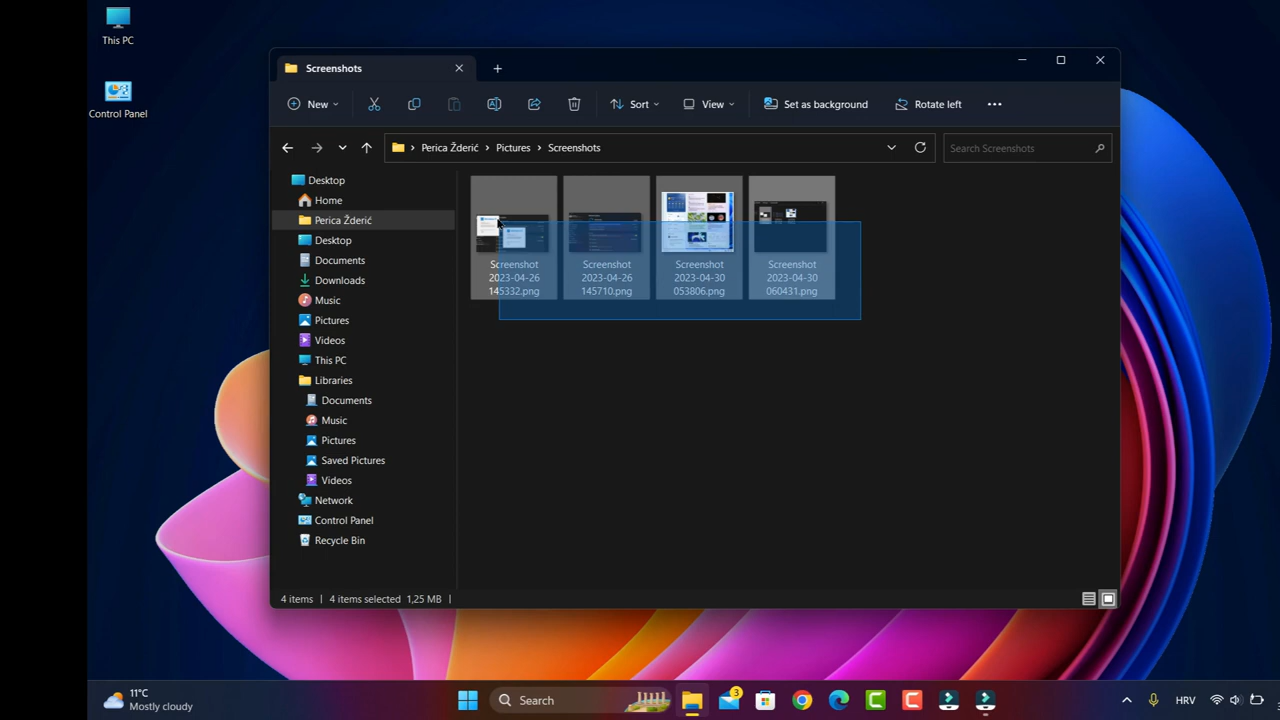 This PC
Control Panel
Screenshots
New
Sort
View
Set as background
Rotate left
Perica Žderić
Pictures
Screenshots
Search Screenshots
Desktop
Home
Perica Žderić
Desktop
Documents
Downloads
Music
Pictures
Videos
This PC
Libraries
Documents
Music
Pictures
Saved Pictures
Videos
Network
Control Panel
Recycle Bin
Screenshot
2023-04-26
145332.png
Screenshot
2023-04-26
145710.png
Screenshot
2023-04-30
053806.png
Screenshot
2023-04-30
060431.png
4 items
4 items selected 1,25 MB
11°C
Mostly cloudy
Search
3
HRV